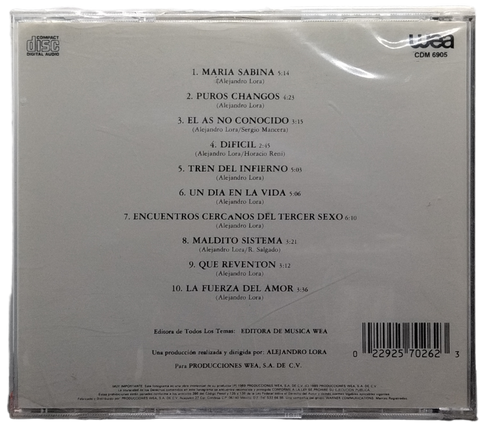 COMPACT
disc
DIGITAL AUDIO
wea
CDM 6905
1. MARIA SABINA 5:14
(Alejandro Lora)
2. PUROS CHANGOS 4:23
(Alejandro Lora)
3. EL AS NO CONOCIDO 3:15
(Alejandro Lora/Sergio Mancera)
4. DIFICIL 2:45
(Alejandro Lora/Horacio Reni)
5. TREN DEL INFIERNO 5:03
(Alejandro Lora)
6. UN DIA EN LA VIDA 5:06
(Alejandro Lora)
7. ENCUENTROS CERCANOS DEL TERCER SEXO 6:10
(Alejandro Lora)
8. MALDITO SISTEMA 3:21
(Alejandro Lora/R. Salgado)
9. QUE REVENTON 3:12
(Alejandro Lora)
10. LA FUERZA DEL AMOR 3:36
(Alejandro Lora)
Editora de Todos Los Temas: EDITORA DE MUSICA WEA
Una producción realizada y dirigida por: ALEJANDRO LORA
Para PRODUCCIONES WEA, S.A. DE C.V.
0 22925 70262 3